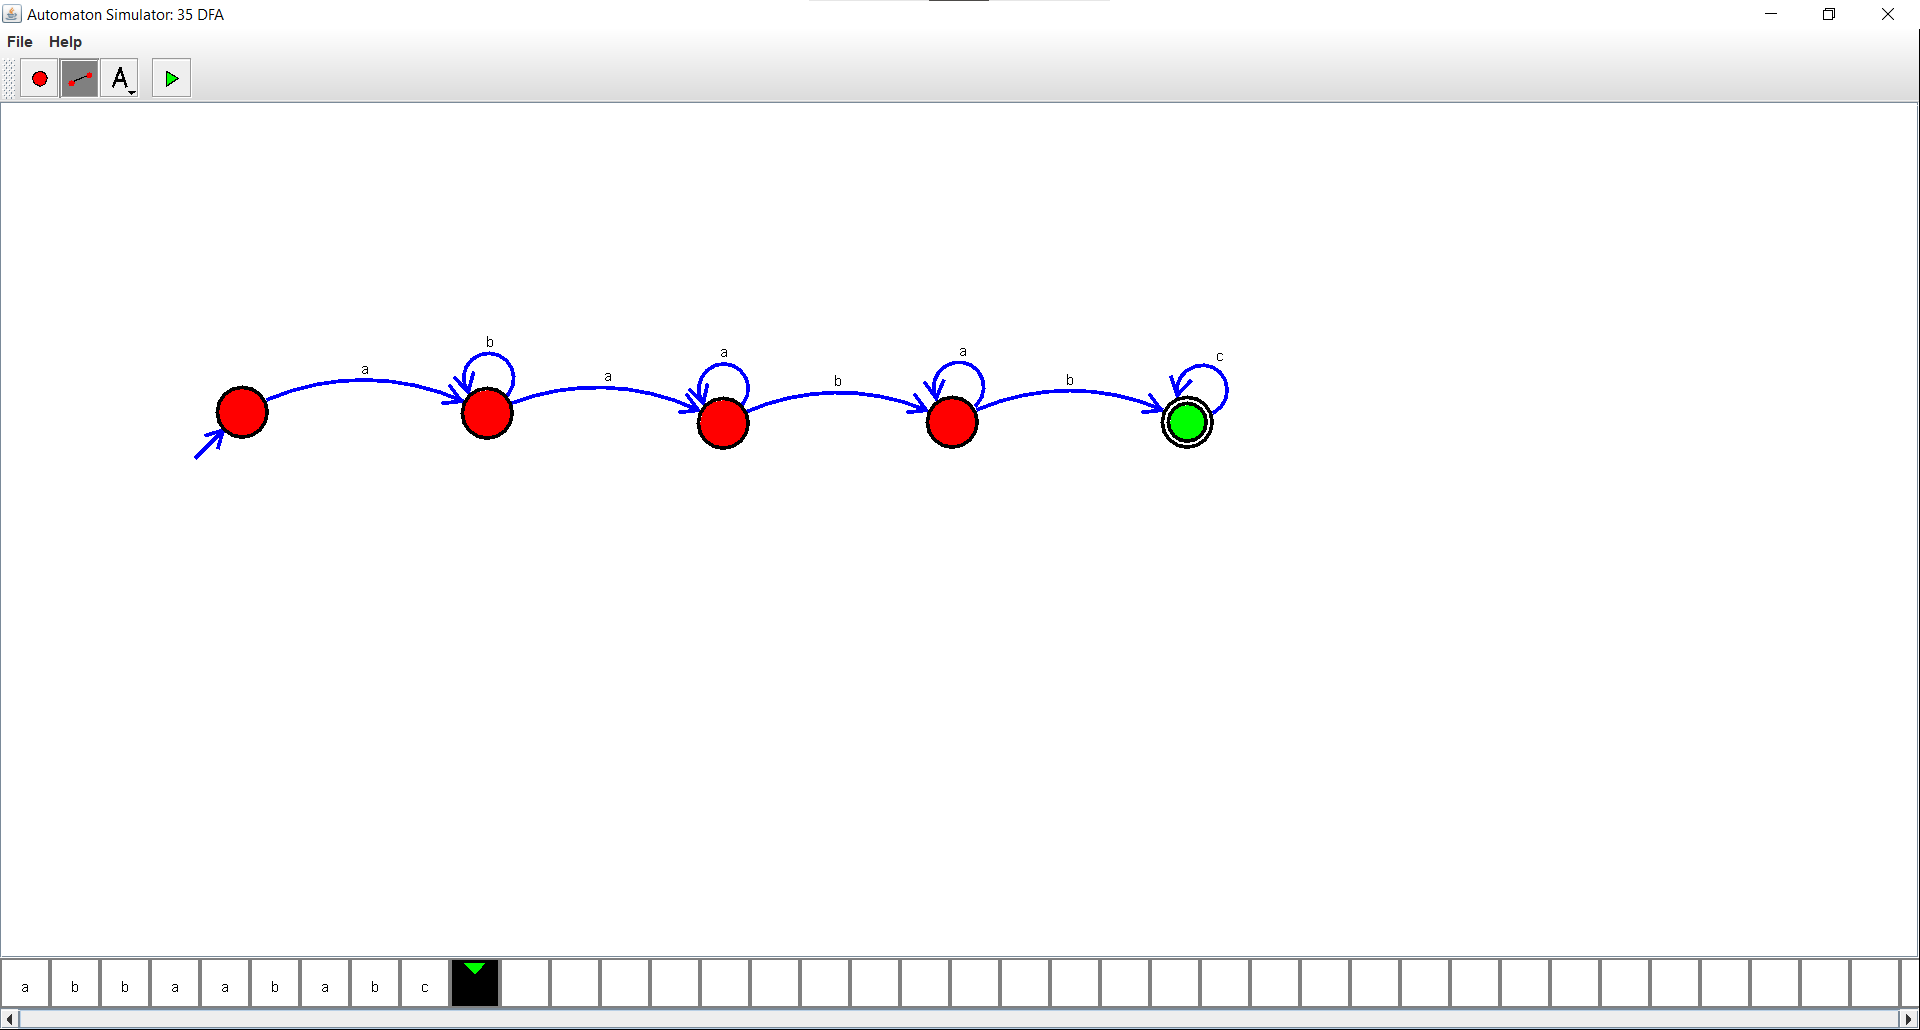 Automaton Simulator: 35 DFA
File Help
A
b
a a a c
a b b
a b b a a b a b c